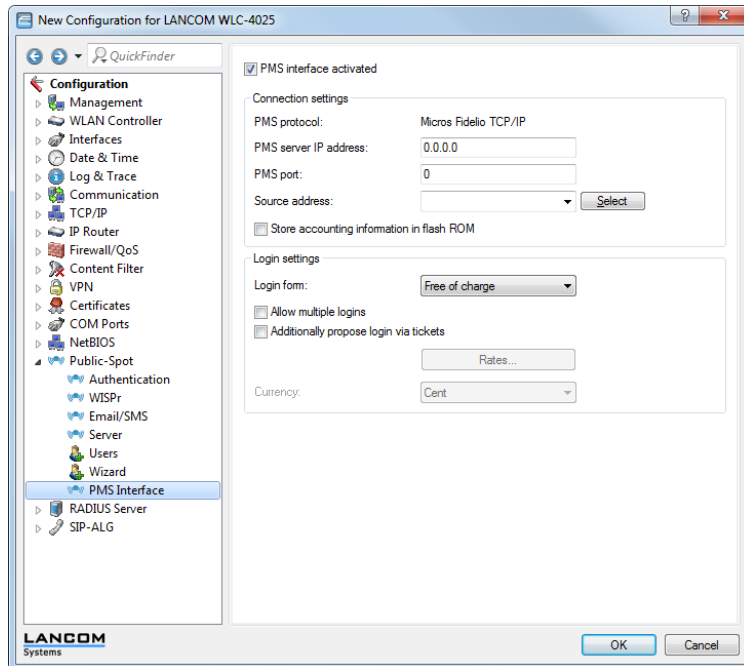 New Configuration for LANCOM WLC-4025
QuickFinder
Configuration
Management
WLAN Controller
Interfaces
Date & Time
Log & Trace
Communication
TCP/IP
IP Router
Firewall/QoS
Content Filter
VPN
Certificates
COM Ports
NetBIOS
Public-Spot
Authentication
WISPr
Email/SMS
Server
Users
Wizard
PMS Interface
RADIUS Server
SIP-ALG
PMS interface activated
Connection settings
PMS protocol: Micros Fidelio TCP/IP
PMS server IP address: 0.0.0.0
PMS port: 0
Source address: Select
Store accounting information in flash ROM
Login settings
Login form: Free of charge
Allow multiple logins
Additionally propose login via tickets
Rates...
Currency: Cent
LANCOM
Systems
OK Cancel